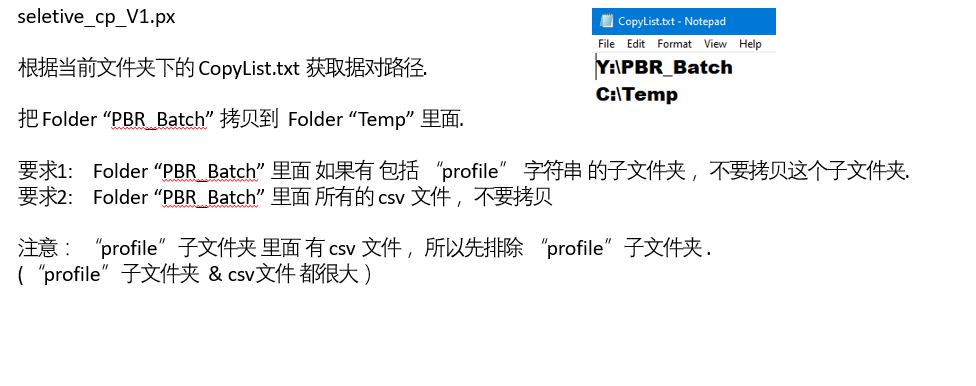 seletive_cp_V1.px
CopyList.txt - Notepad
File Edit Format View Help
Y:\PBR_Batch
C:\Temp
根据当前文件夹下的 CopyList.txt 获取据对路径.
把 Folder “PBR_Batch” 拷贝到 Folder “Temp” 里面.
要求1: Folder “PBR_Batch” 里面 如果有 包括 “profile” 字符串 的子文件夹 ，不要拷贝这个子文件夹.
要求2: Folder “PBR_Batch” 里面 所有的 csv 文件 ，不要拷贝
注意： “profile” 子文件夹 里面 有 csv 文件 ，所以先排除 “profile” 子文件夹 .
( “profile” 子文件夹 & csv文件 都很大 ）